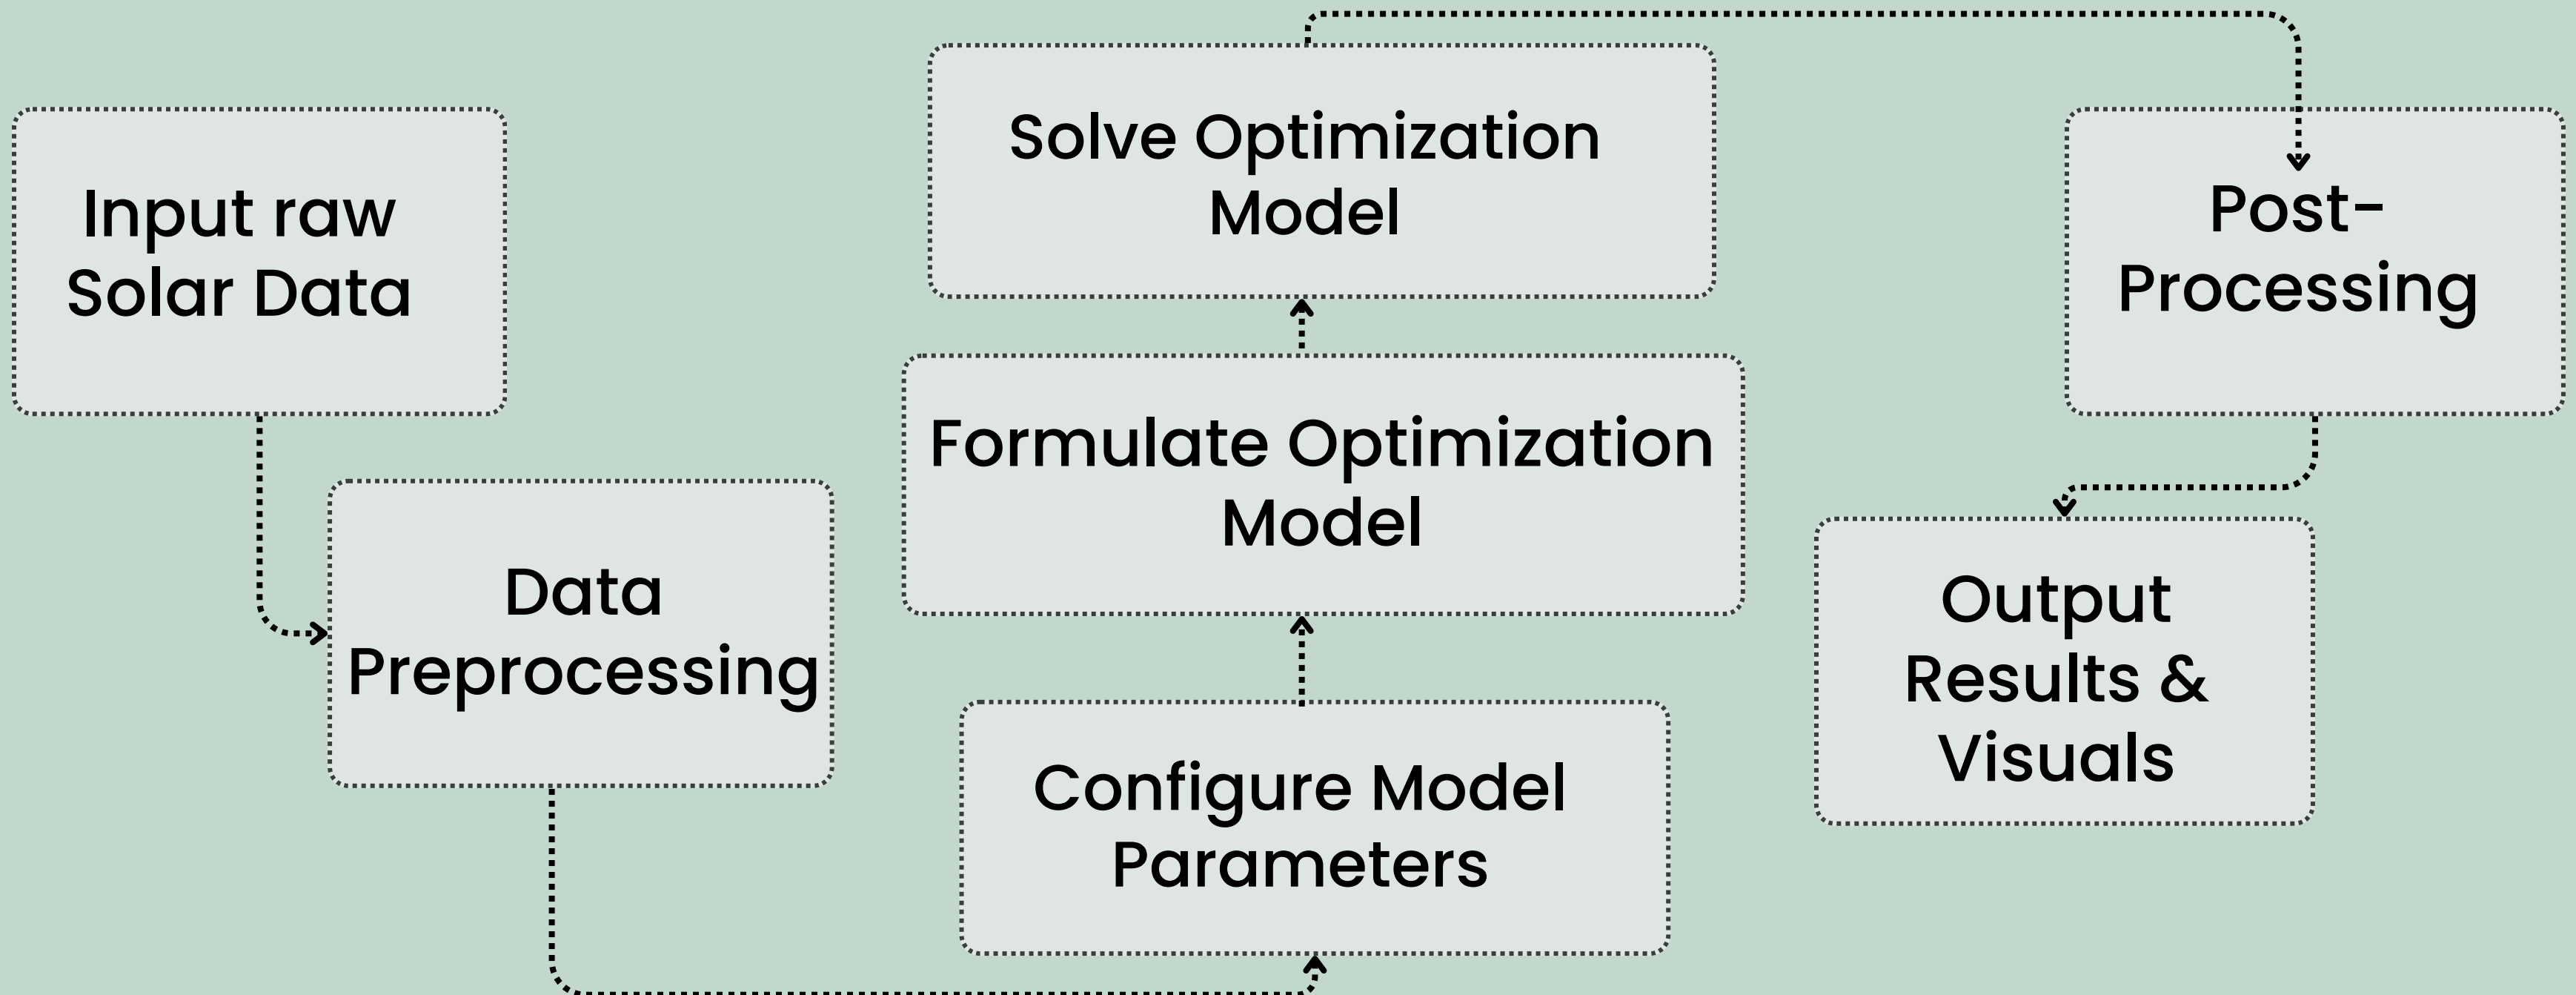 Input raw
Solar Data
Data
Preprocessing
Configure Model
Parameters
Formulate Optimization
Model
Solve Optimization
Model
Post-
Processing
Output
Results &
Visuals